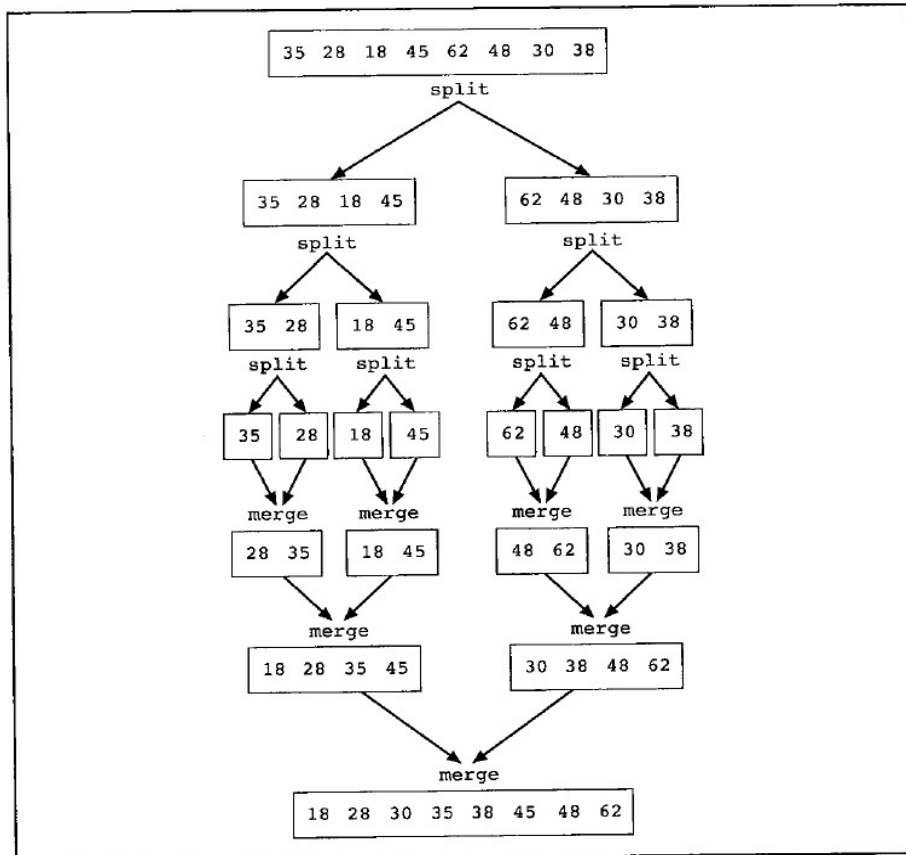 35 28 18 45 62 48 30 38
split
35 28 18 45 62 48 30 38
split split
35 28 18 45 62 48 30 38
split split split split
35 28 18 45 62 48 30 38
merge merge merge merge
28 35 18 45 48 62 30 38
merge merge
18 28 35 45 30 38 48 62
merge
18 28 30 35 38 45 48 62